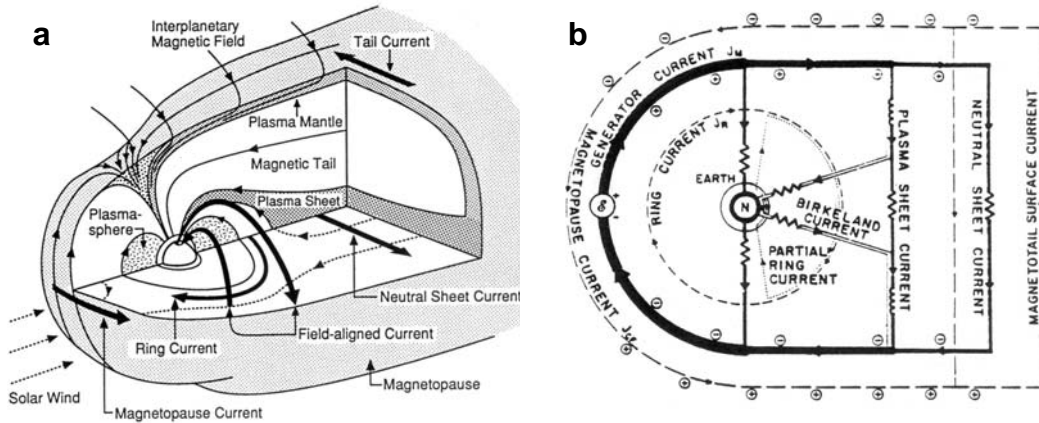 a
Interplanetary
Magnetic Field
Tail Current
Plasma Mantle
Magnetic Tail
Plasma Sheet
Plasma-
sphere
Neutral Sheet Current
Ring Current
Field-aligned Current
Solar Wind
Magnetopause Current
Magnetopause
b
GENERATOR CURRENT JM
MAGNETOPAUSE CURRENT
RING CURRENT JR
EARTH
N
BIRKELAND
CURRENT
PARTIAL
RING
CURRENT
PLASMA SHEET CURRENT
NEUTRAL SHEET CURRENT
MAGNETOTAIL SURFACE CURRENT